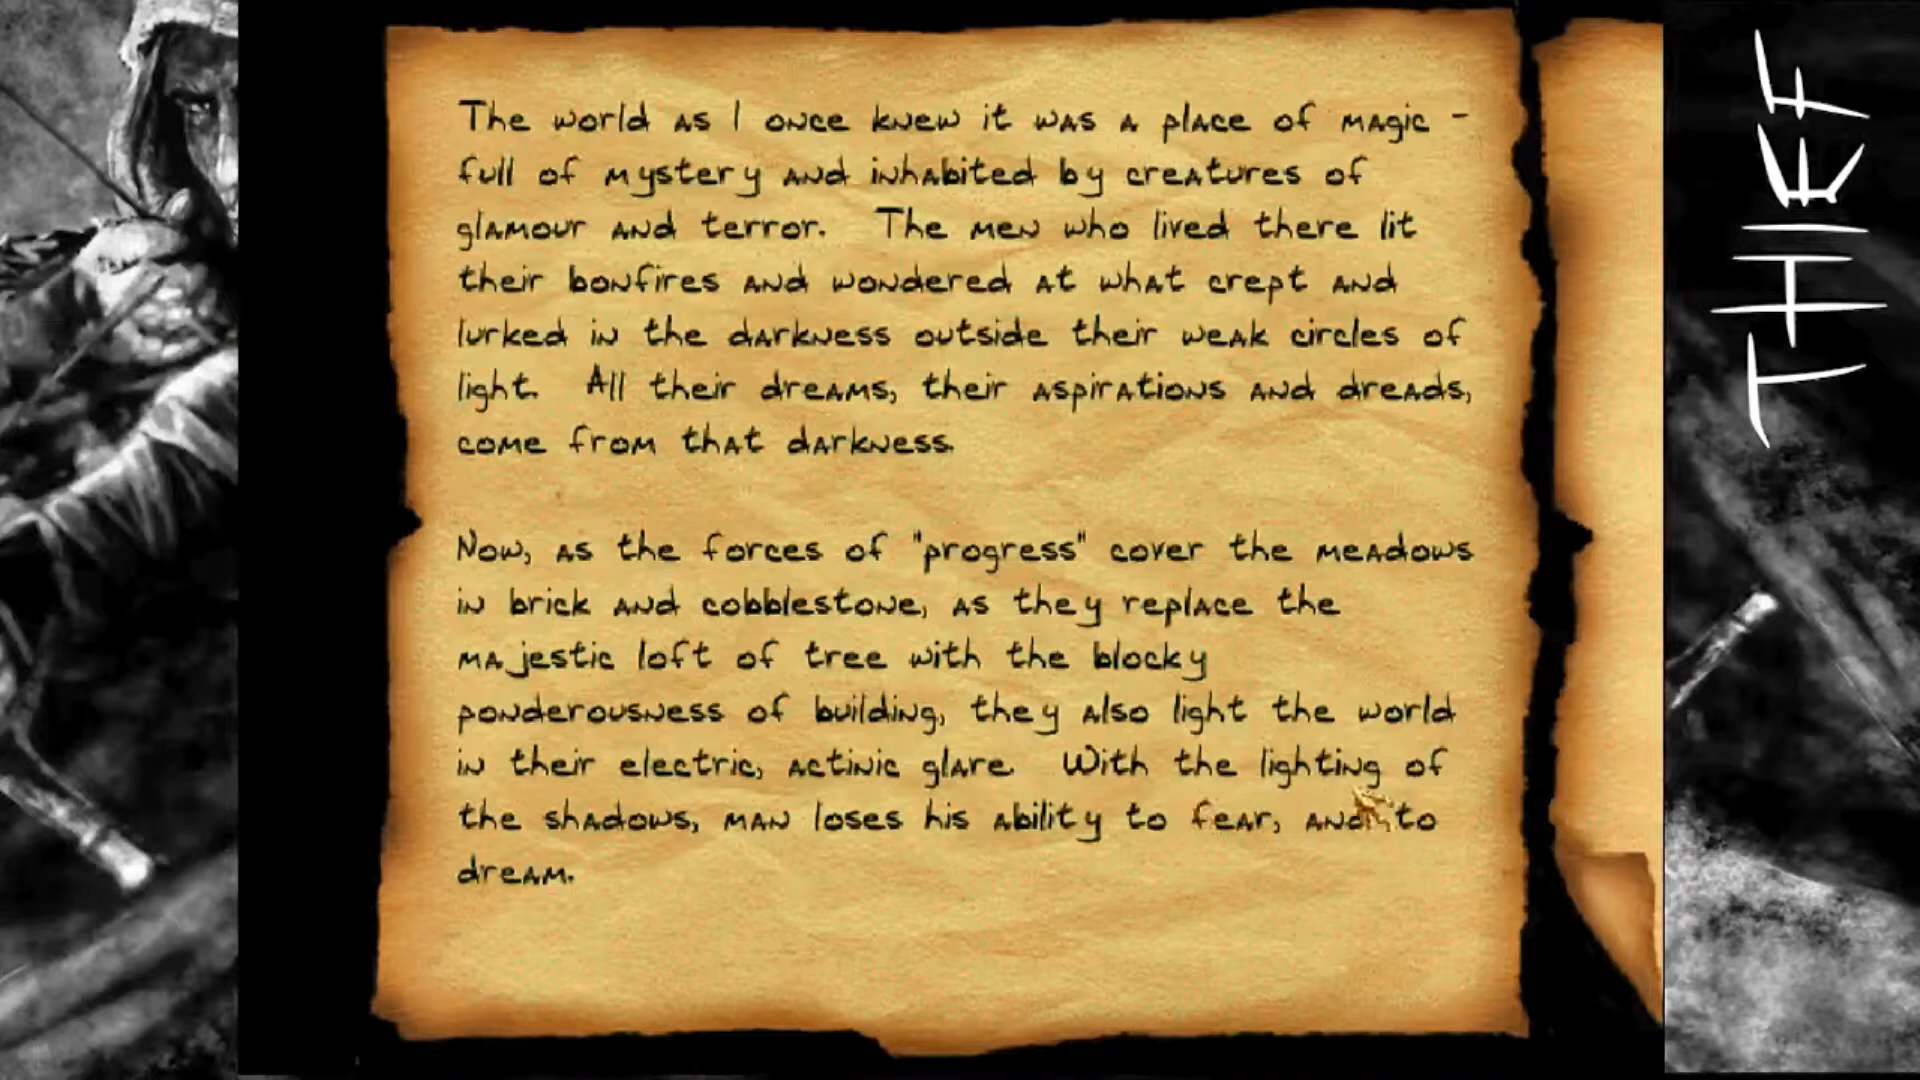 The world as I once knew it was a place of magic -
full of mystery and inhabited by creatures of
glamour and terror. The men who lived there lit
their bonfires and wondered at what crept and
lurked in the darkness outside their weak circles of
light. All their dreams, their aspirations and dreads,
come from that darkness.
Now, as the forces of "progress" cover the meadows
in brick and cobblestone, as they replace the
majestic loft of tree with the blocky
ponderousness of building, they also light the world
in their electric, actinic glare. With the lighting of
the shadows, man loses his ability to fear, and to
dream.
THIEF